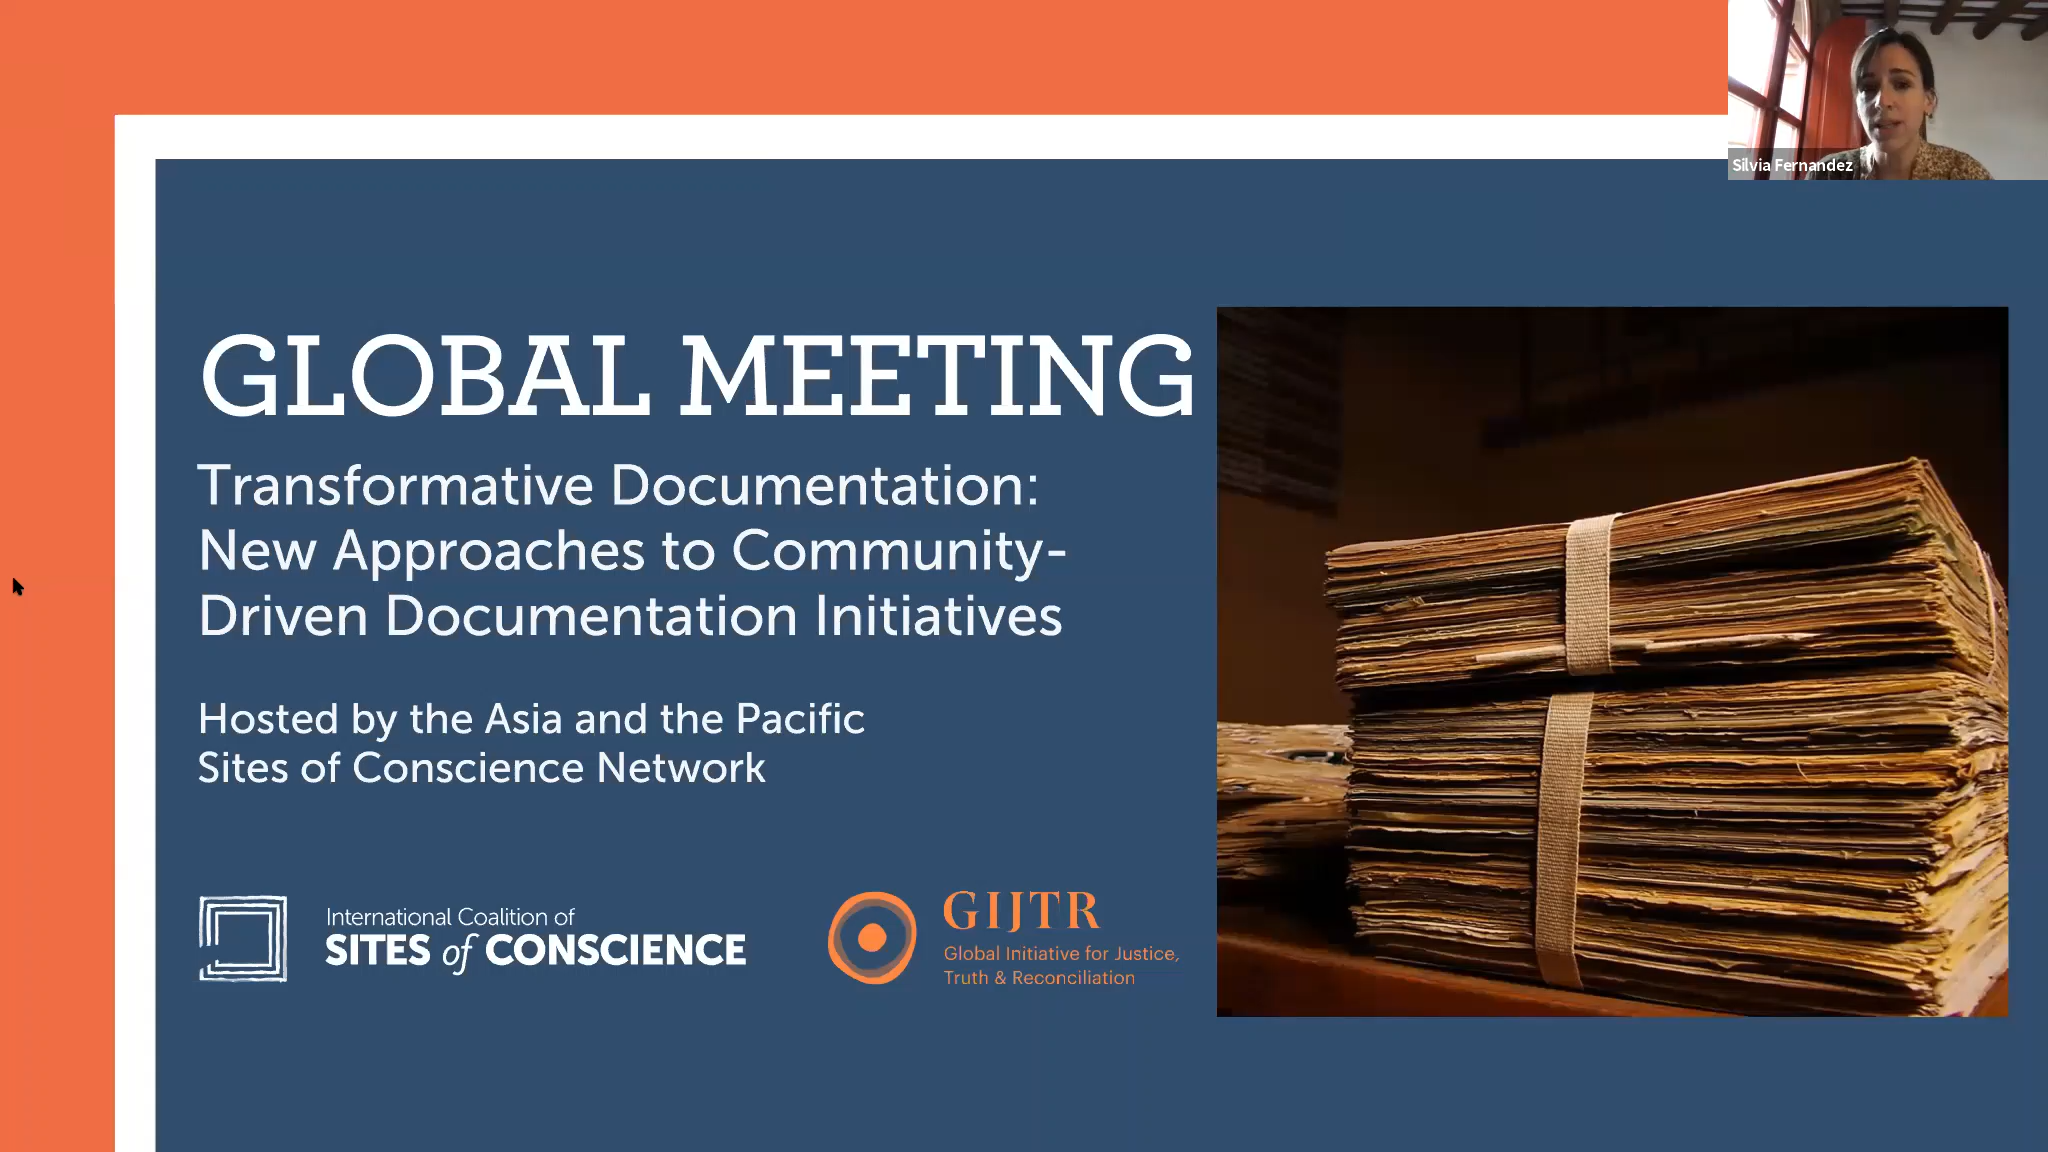 Silvia Fernandez
GLOBAL MEETING
Transformative Documentation:
New Approaches to Community-
Driven Documentation Initiatives
Hosted by the Asia and the Pacific
Sites of Conscience Network
International Coalition of
SITES of CONSCIENCE
GIJTR
Global Initiative for Justice,
Truth & Reconciliation